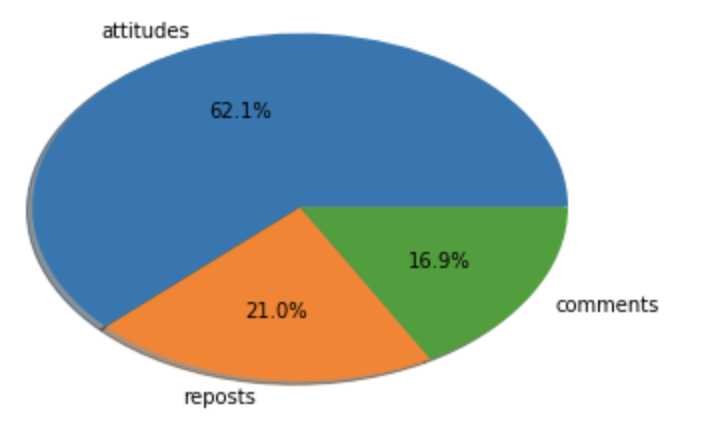 attitudes
62.1%
16.9%
comments
21.0%
reposts